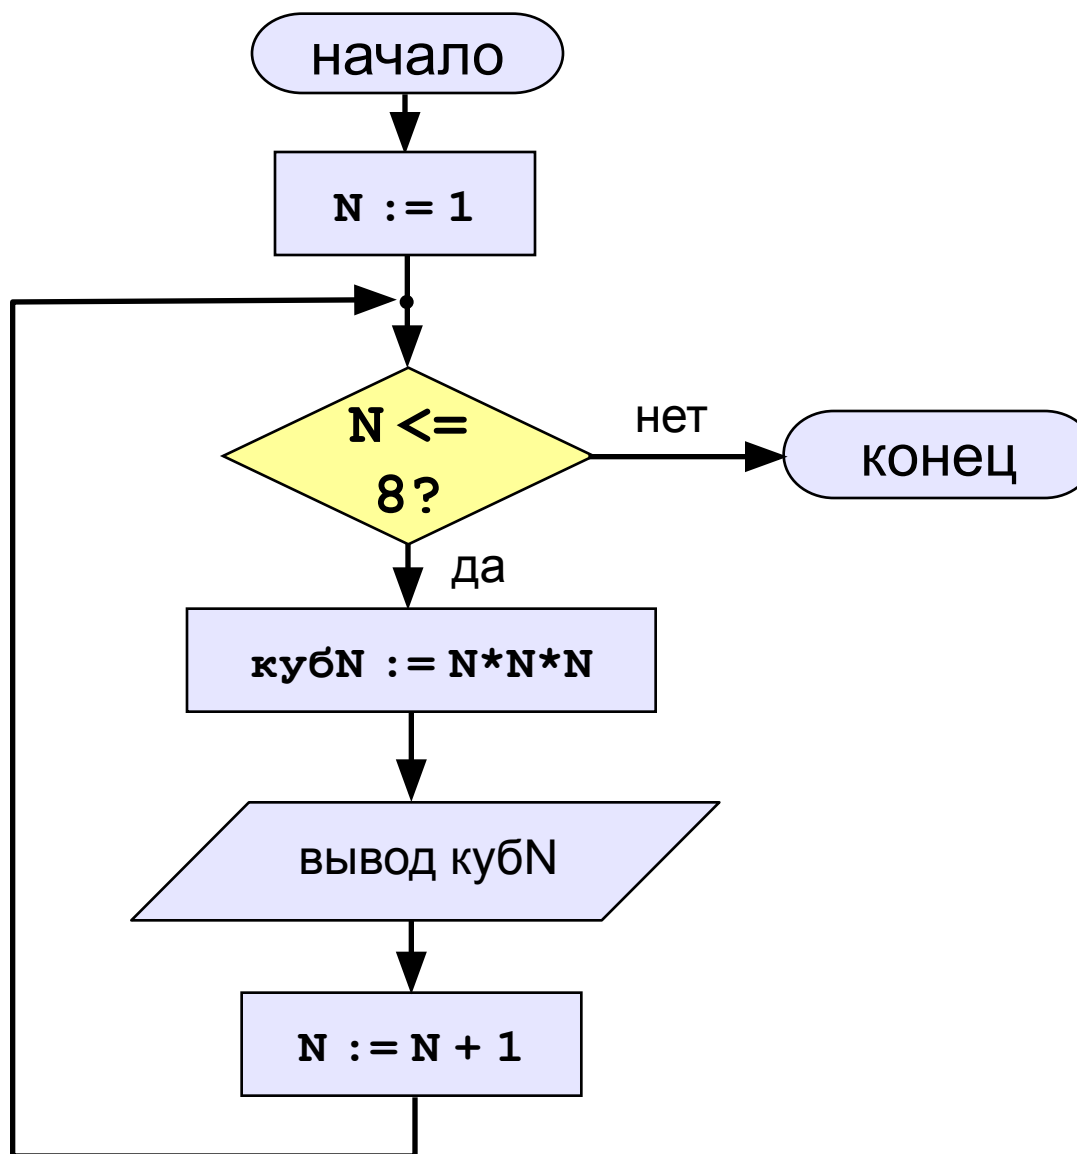 начало
N := 1
N <=
8?
нет
конец
да
кубN := N*N*N
вывод кубN
N := N + 1